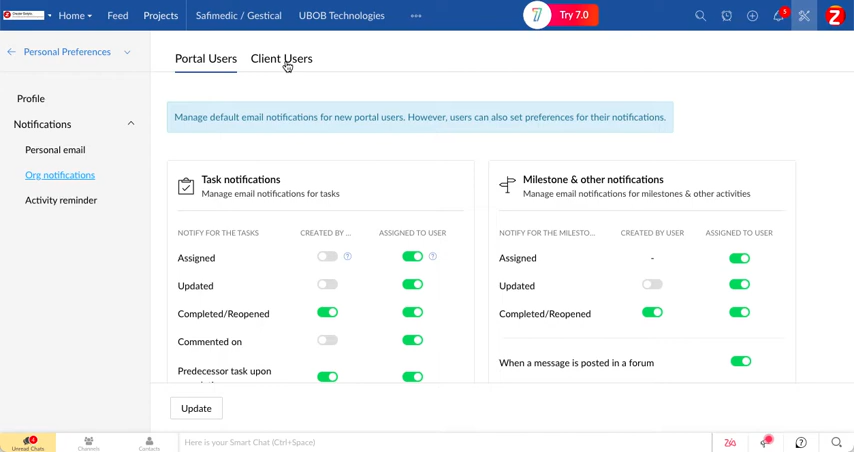 Home
Feed
Projects
Safimedic / Gestical
UBOB Technologies
7
Try 7.0
5
Z
Personal Preferences
Portal Users
Client Users
Profile
Notifications
Personal email
Org notifications
Activity reminder
Manage default email notifications for new portal users. However, users can also set preferences for their notifications.
Task notifications
Manage email notifications for tasks
NOTIFY FOR THE TASKS CREATED BY ... ASSIGNED TO USER
Assigned ? ?
Updated
Completed/Reopened
Commented on
Predecessor task upon
Milestone & other notifications
Manage email notifications for milestones & other activities
NOTIFY FOR THE MILESTO... CREATED BY USER ASSIGNED TO USER
Assigned -
Updated
Completed/Reopened
When a message is posted in a forum
Update
4
Unread Chats
Channels
Contacts
Here is your Smart Chat (Ctrl+Space)